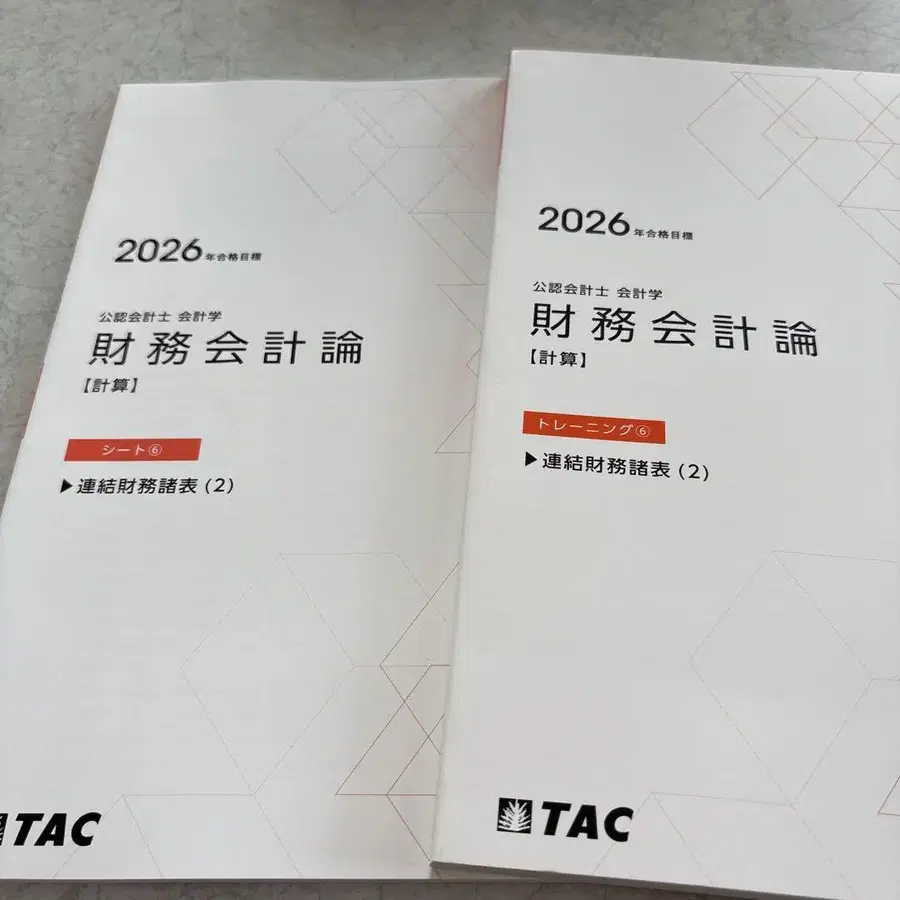 2026年合格目標
公認会計士 会計学
財務会計論
【計算】
シート⑥
▶連結財務諸表(2)
TAC
2026年合格目標
公認会計士 会計学
財務会計論
【計算】
トレーニング⑥
▶連結財務諸表(2)
TAC